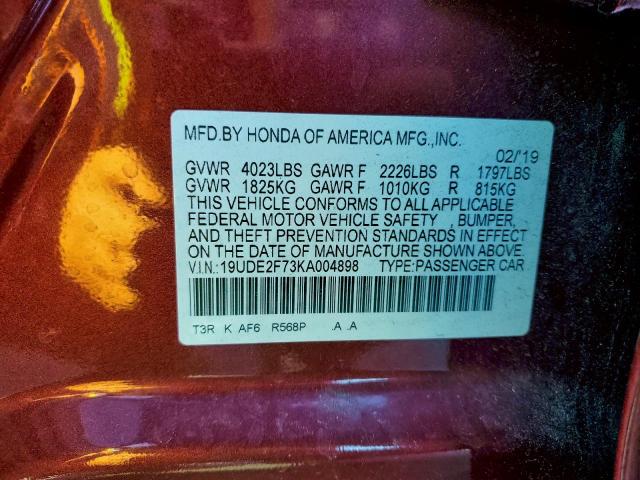 MFD.BY HONDA OF AMERICA MFG.,INC.
02/'19
GVWR 4023LBS GAWR F 2226LBS R 1797LBS
GVWR 1825KG GAWR F 1010KG R 815KG
THIS VEHICLE CONFORMS TO ALL APPLICABLE
FEDERAL MOTOR VEHICLE SAFETY , BUMPER,
AND THEFT PREVENTION STANDARDS IN EFFECT
ON THE DATE OF MANUFACTURE SHOWN ABOVE.
V.I.N.:19UDE2F73KA004898 TYPE:PASSENGER CAR
T3R K AF6 R568P .A .A